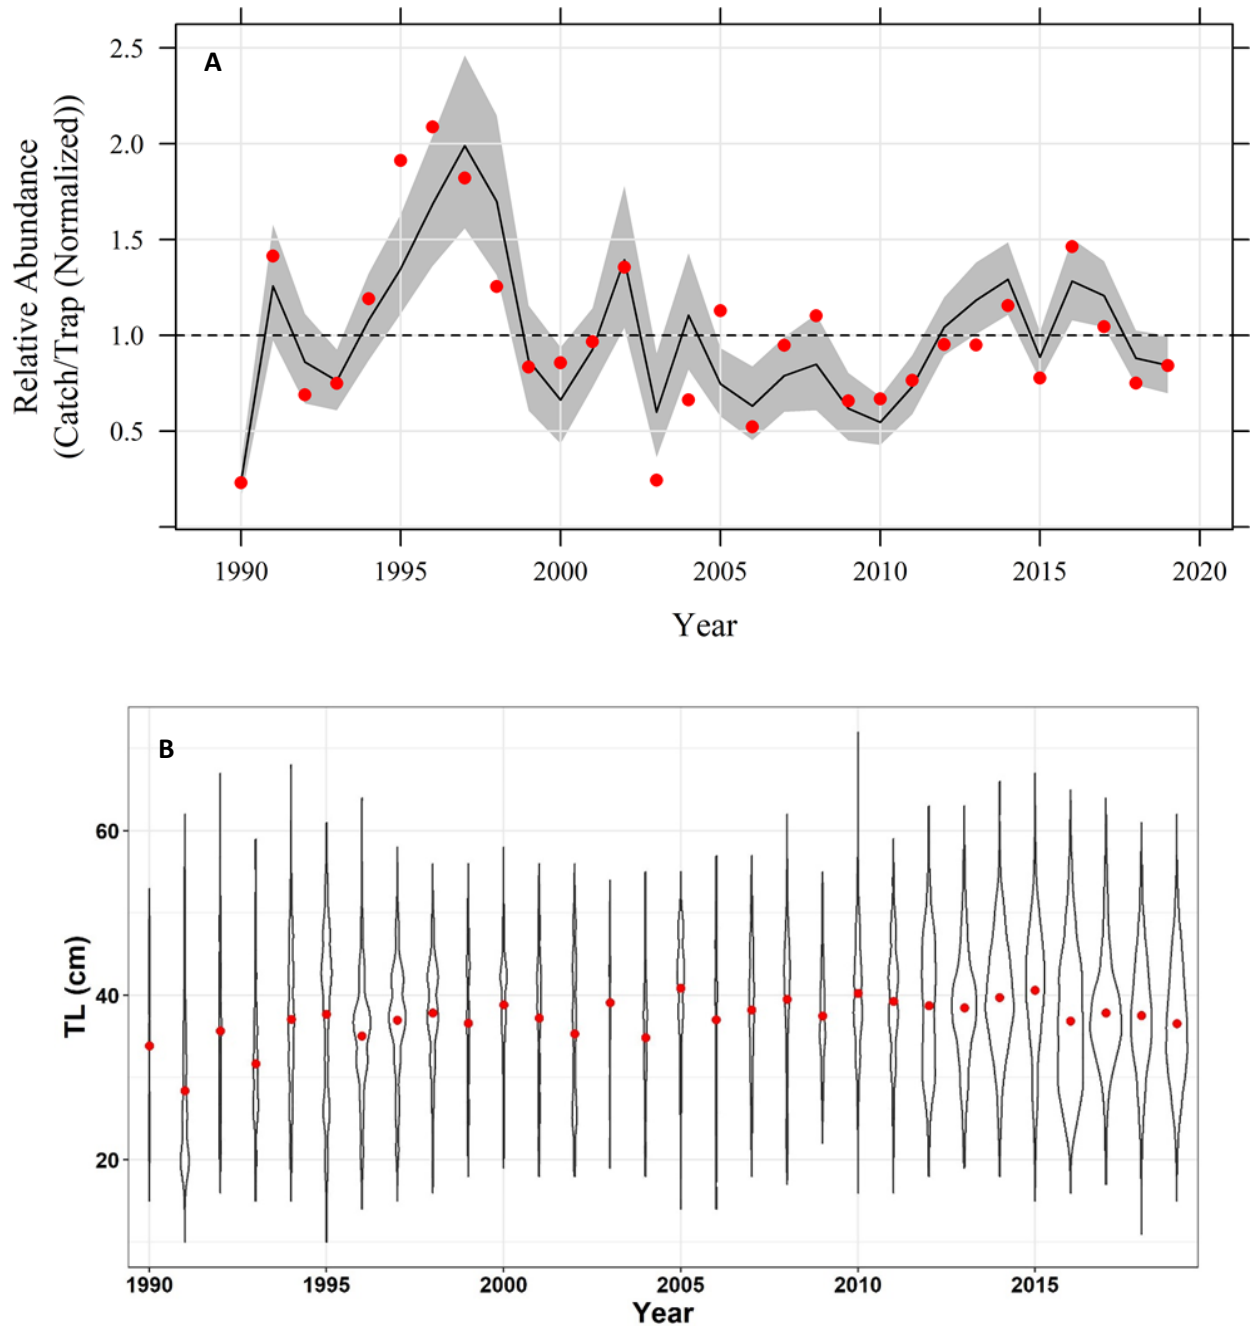 A
Relative Abundance
((Catch/Trap (Normalized))
2.5
2.0
1.5
1.0
0.5
1990 1995 2000 2005 2010 2015 2020
Year
B
TL (cm)
60
40
20
1990 1995 2000 2005 2010 2015
Year